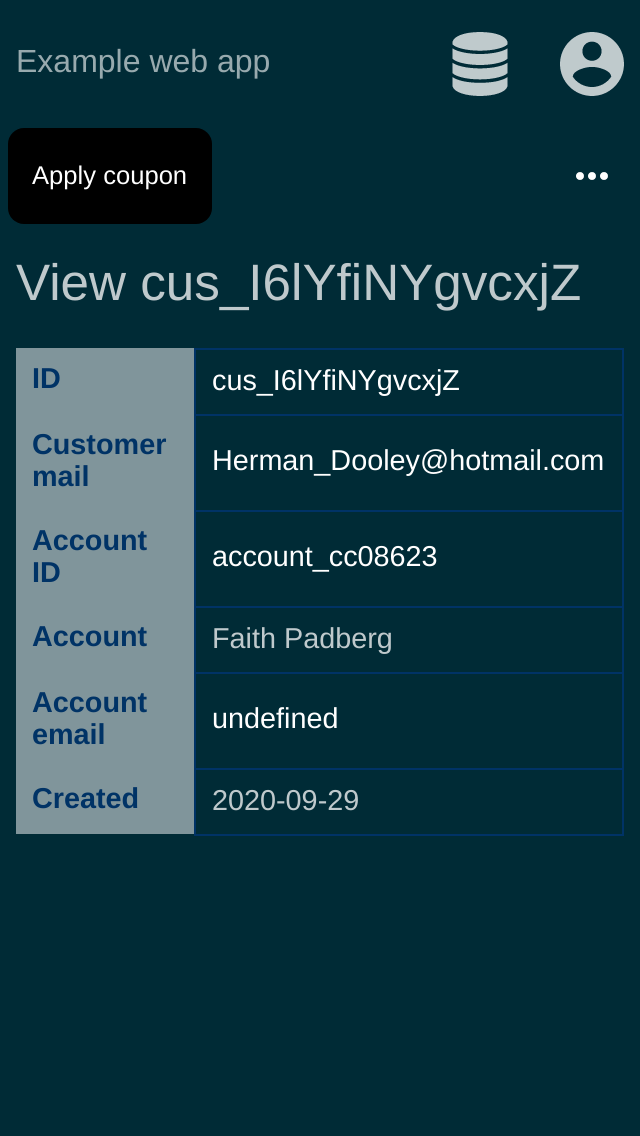 Example web app
Apply coupon
View cus_I6lYfiNYgvcxjZ
ID
cus_I6lYfiNYgvcxjZ
Customer
mail
Herman_Dooley@hotmail.com
Account
ID
account_cc08623
Account
Faith Padberg
Account
email
undefined
Created
2020-09-29